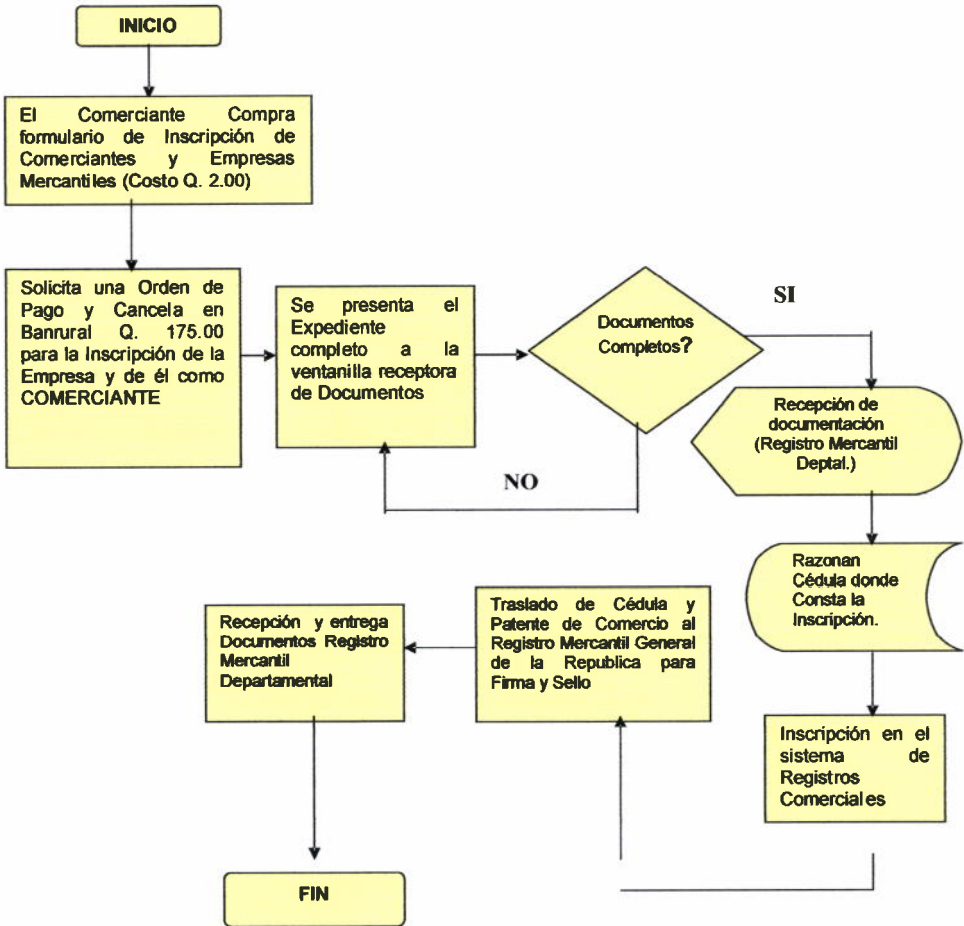 INICIO
El Comerciante Compra
formulario de Inscripción de
Comerciantes y Empresas
Mercantiles (Costo Q. 2.00)
Solicita una Orden de
Pago y Cancela en
Banrural Q. 175.00
para la Inscripción de la
Empresa y de él como
COMERCIANTE
Se presenta el
Expediente
completo a la
ventanilla receptora
de Documentos
Documentos
Completos?
SI
NO
Recepción de
documentación
(Registro Mercantil
Deptal.)
Razonan
Cédula donde
Consta la
Inscripción.
Inscripción en el
sistema de
Registros
Comerciales
Traslado de Cédula y
Patente de Comercio al
Registro Mercantil General
de la Republica para
Firma y Sello
Recepción y entrega
Documentos Registro
Mercantil
Departamental
FIN